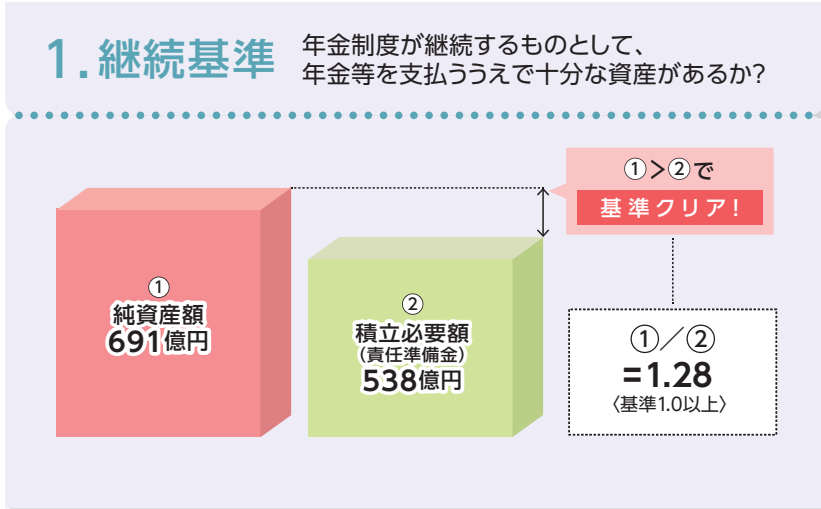 1.継続基準
年金制度が継続するものとして、
年金等を支払ううえで十分な資産があるか?
①>②で
基準クリア!
①
純資産額
691億円
②
積立必要額
(責任準備金)
538億円
①／②
=1.28
〈基準1.0以上〉